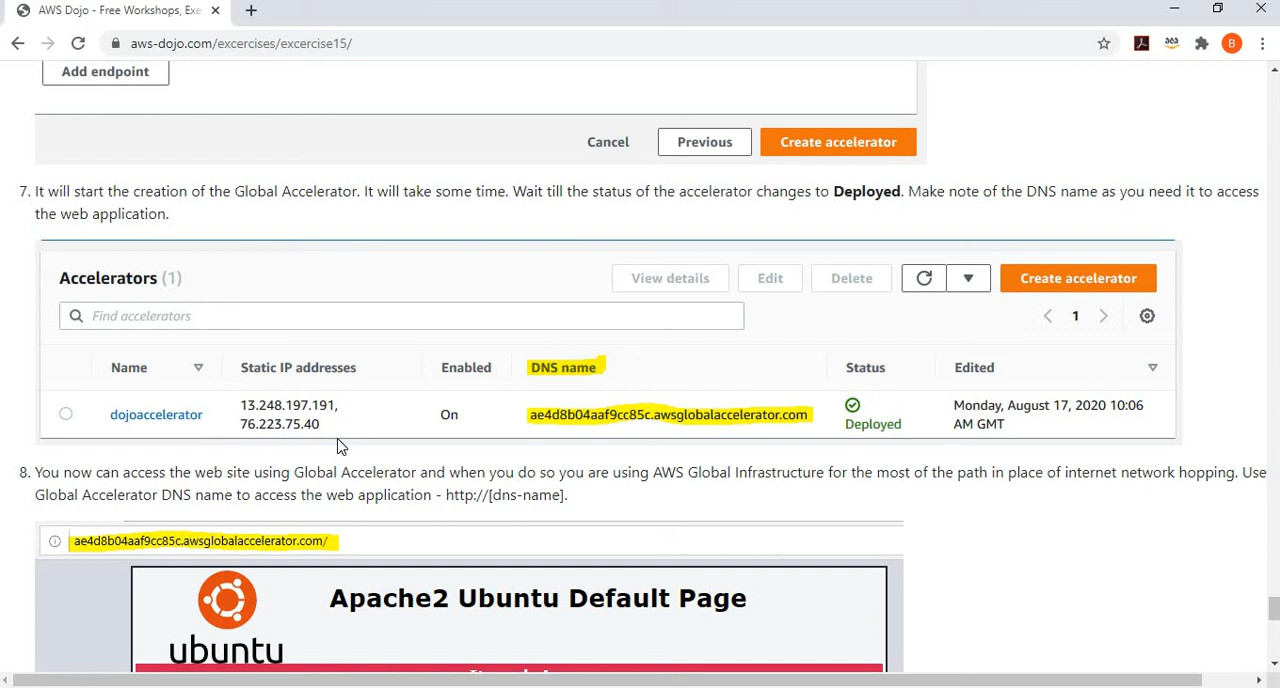 AWS Dojo - Free Workshops, Exe
aws-dojo.com/excercises/excercise15/
B
Add endpoint
Cancel
Previous
Create accelerator
7. It will start the creation of the Global Accelerator. It will take some time. Wait till the status of the accelerator changes to Deployed. Make note of the DNS name as you need it to access
the web application.
Accelerators (1)
View details
Edit
Delete
Create accelerator
Find accelerators
1
Name
Static IP addresses
Enabled
DNS name
Status
Edited
dojoaccelerator
13.248.197.191,
76.223.75.40
On
ae4d8b04aaf9cc85c.awsglobalaccelerator.com
Deployed
Monday, August 17, 2020 10:06
AM GMT
8. You now can access the web site using Global Accelerator and when you do so you are using AWS Global Infrastructure for the most of the path in place of internet network hopping. Use
Global Accelerator DNS name to access the web application - http://[dns-name].
ae4d8b04aaf9cc85c.awsglobalaccelerator.com/
Apache2 Ubuntu Default Page
ubuntu